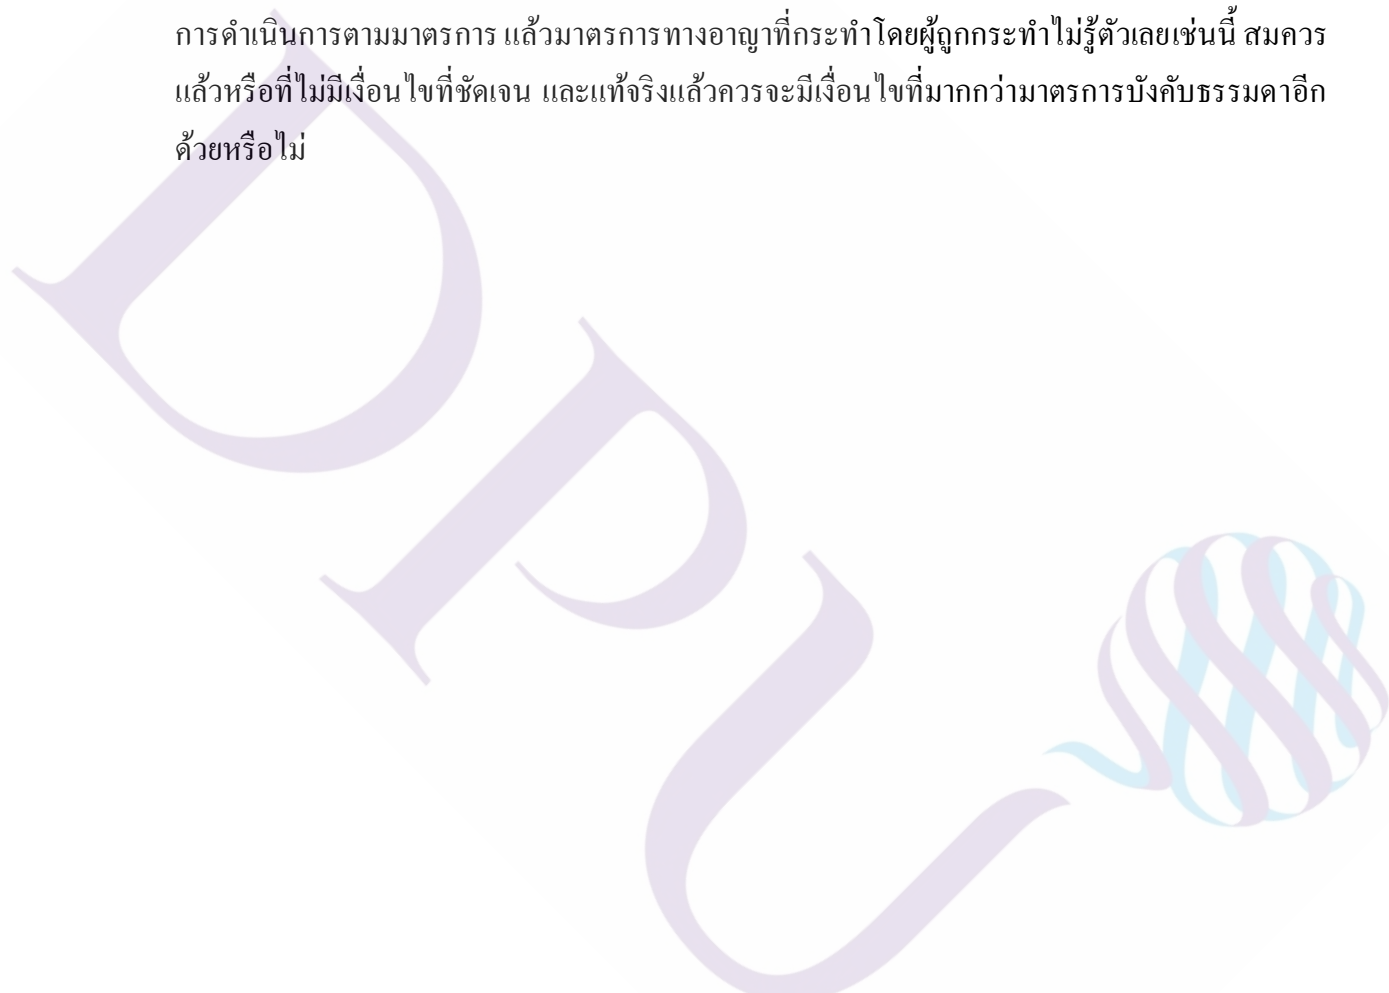 การดำเนินการตามมาตรการ แล้วมาตรการทางอาญาที่กระทำโดยผู้ถูกกระทำไม่รู้ตัวเลยเช่นนี้ สมควร
แล้วหรือที่ไม่มีเงื่อนไขที่ชัดเจน และแท้จริงแล้วควรจะมีเงื่อนไขที่มากกว่ามาตรการบังคับธรรมดาอีก
ด้วยหรือไม่
DPU